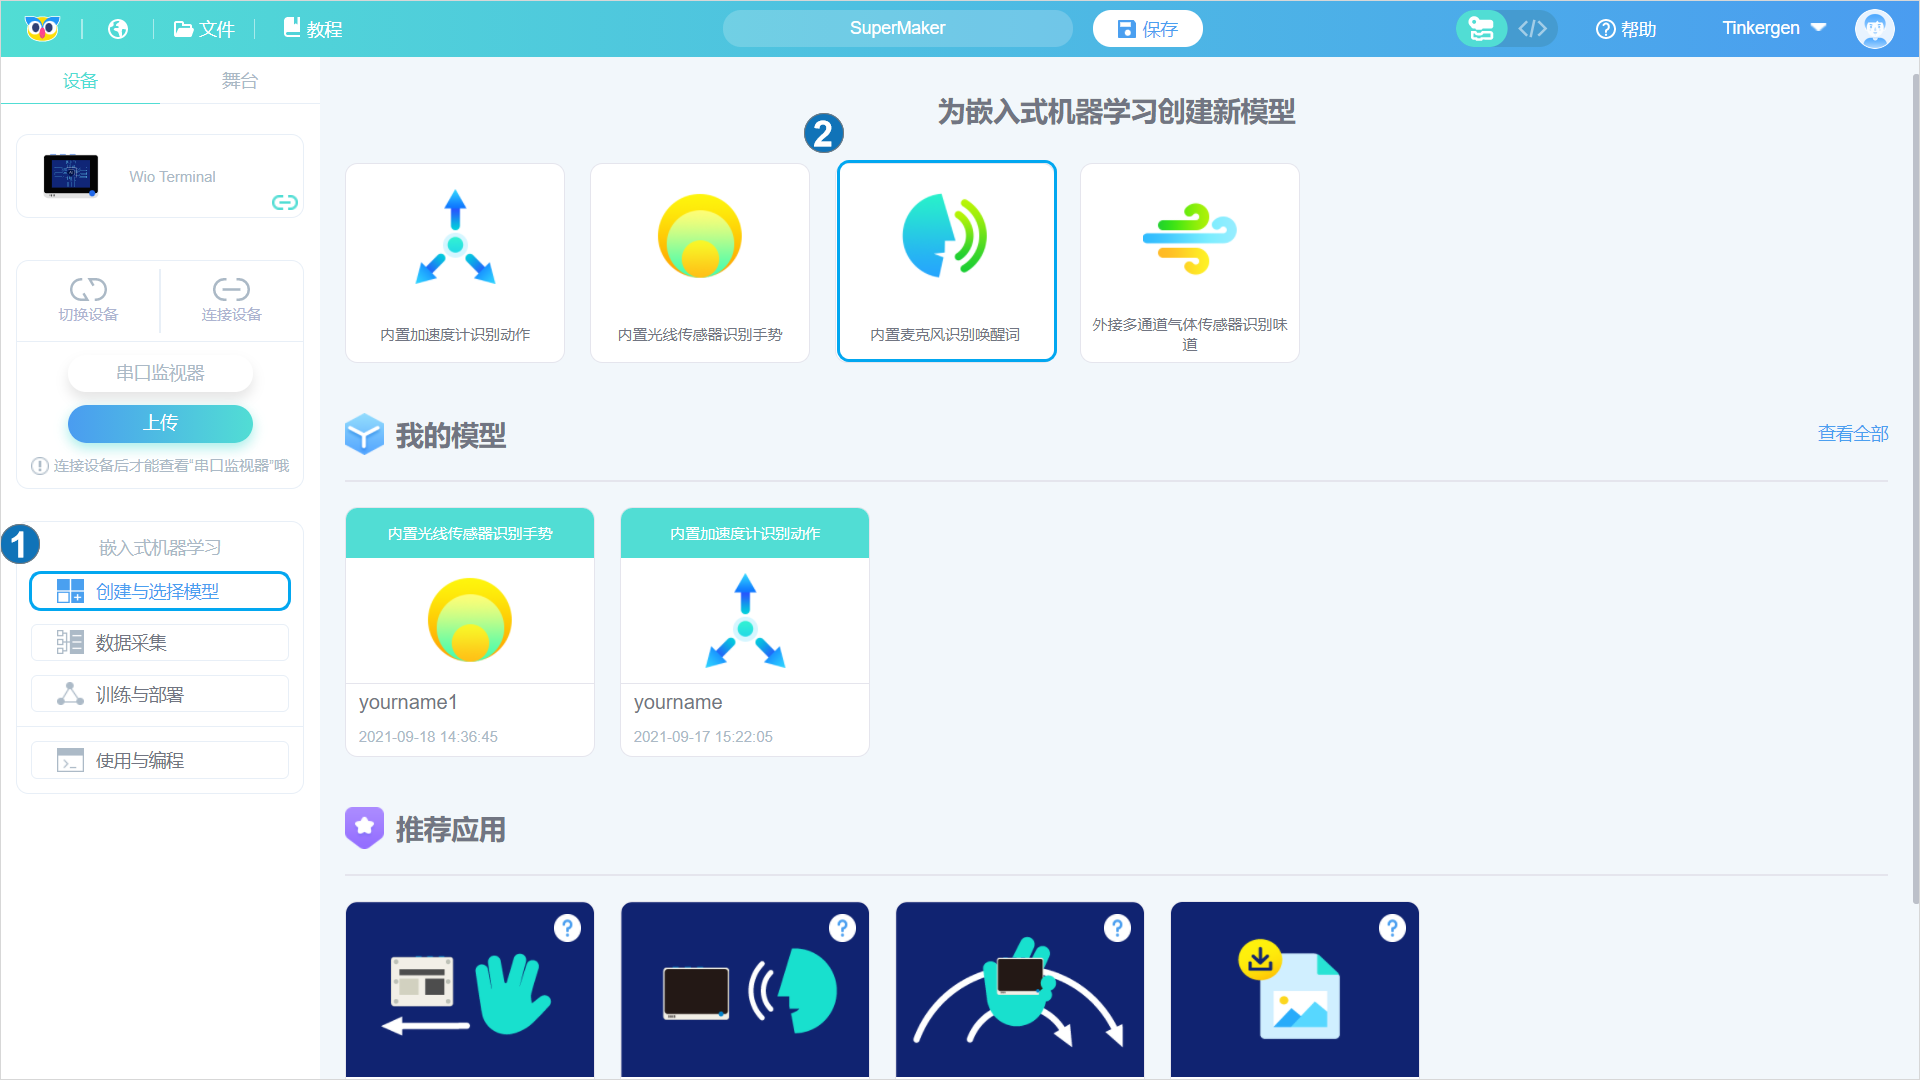 文件
教程
SuperMaker
保存
</>
帮助
Tinkergen
设备
舞台
Wio Terminal
切换设备
连接设备
串口监视器
上传
连接设备后才能查看“串口监视器”哦
1
嵌入式机器学习
创建与选择模型
数据采集
训练与部署
使用与编程
为嵌入式机器学习创建新模型
2
内置加速度计识别动作
内置光线传感器识别手势
内置麦克风识别唤醒词
外接多通道气体传感器识别味
道
我的模型
查看全部
内置光线传感器识别手势
yourname1
2021-09-18 14:36:45
内置加速度计识别动作
yourname
2021-09-17 15:22:05
推荐应用
?
?
?
?